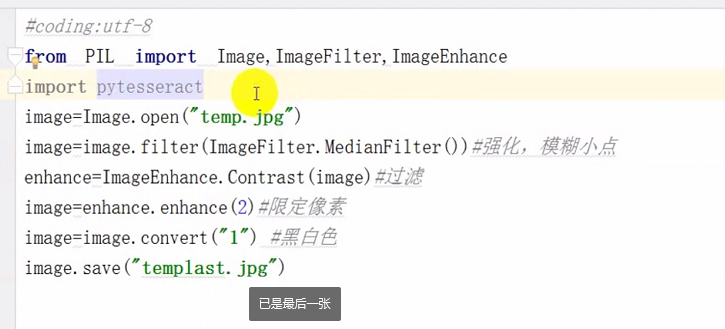 #coding:utf-8
from PIL import Image,ImageFilter,ImageEnhance
import pytesseract
image=Image.open("temp.jpg")
image=image.filter(ImageFilter.MedianFilter())#强化，模糊小点
enhance=ImageEnhance.Contrast(image)#过滤
image=enhance.enhance(2)#限定像素
image=image.convert("1") #黑白色
image.save("templast.jpg")
已是最后一张